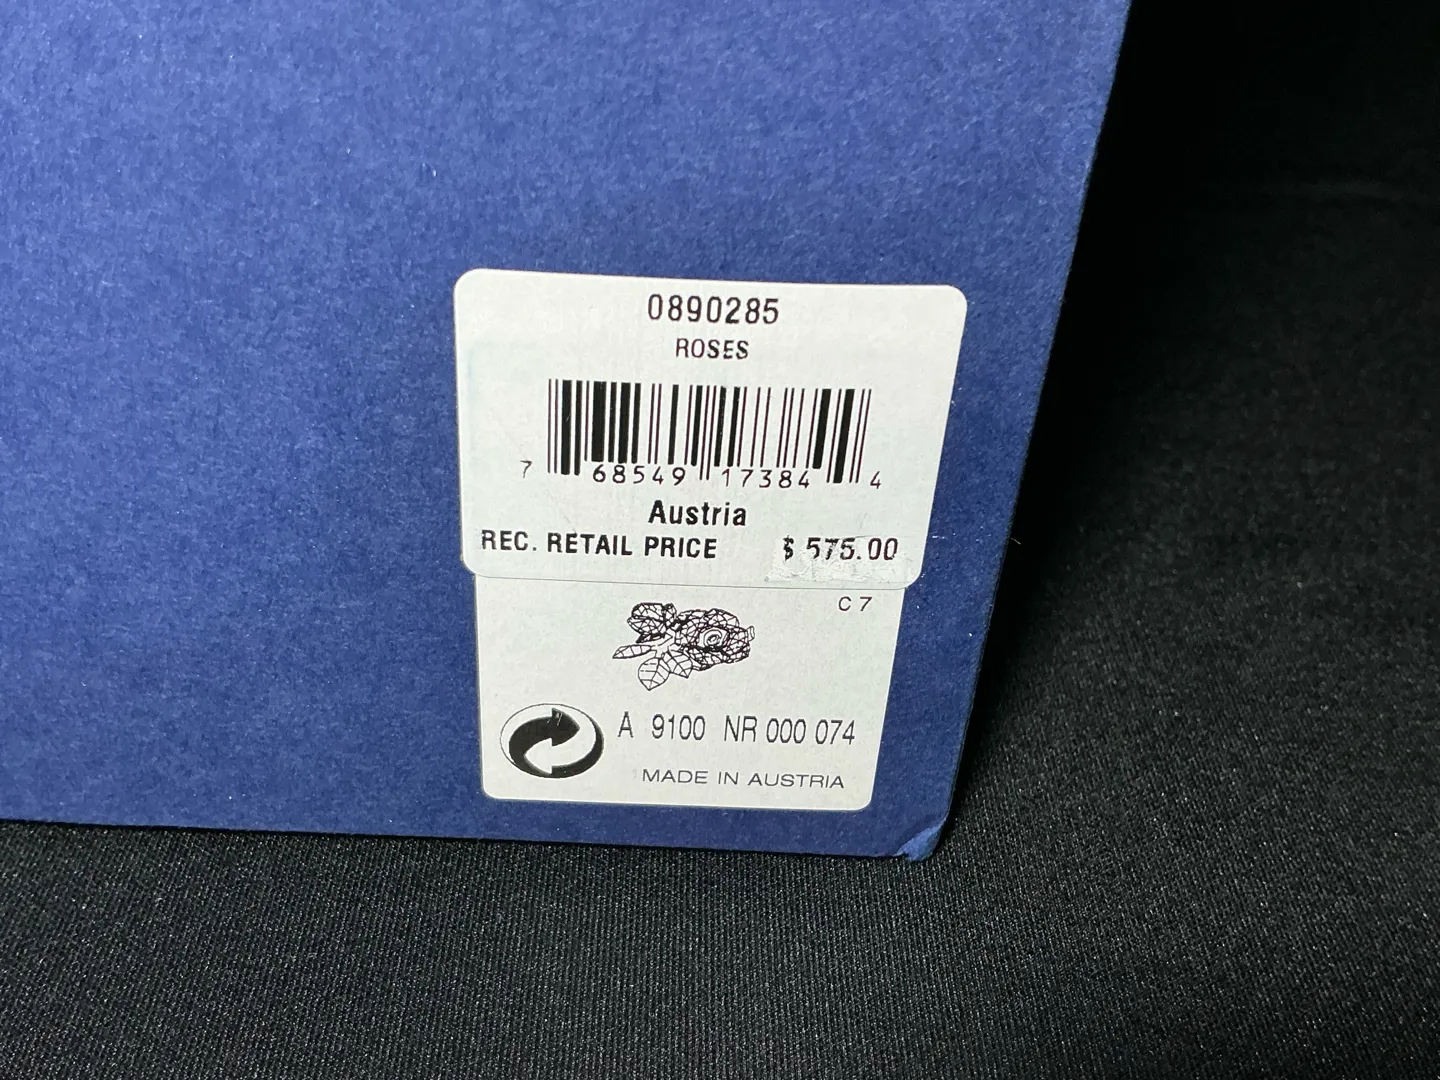 0890285
ROSES
7 68549 17384 4
Austria
REC. RETAIL PRICE $ 575.00
C 7
A 9100 NR 000 074
MADE IN AUSTRIA